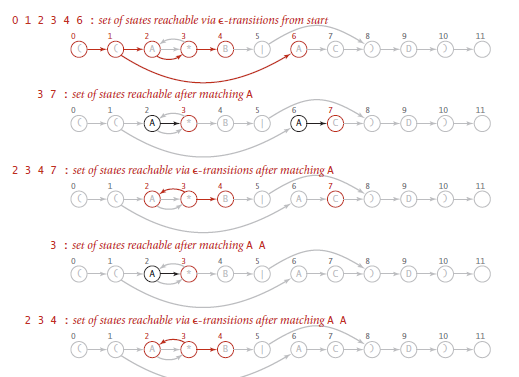 0 1 2 3 4 6 : set of states reachable via ϵ-transitions from start
0 1 2 3 4 5 6 7 8 9 10 11
( ( A * B | A C ) D )
3 7 : set of states reachable after matching A
0 1 2 3 4 5 6 7 8 9 10 11
( ( A * B | A C ) D )
2 3 4 7 : set of states reachable via ϵ-transitions after matching A
0 1 2 3 4 5 6 7 8 9 10 11
( ( A * B | A C ) D )
3 : set of states reachable after matching A A
0 1 2 3 4 5 6 7 8 9 10 11
( ( A * B | A C ) D )
2 3 4 : set of states reachable via ϵ-transitions after matching A A
0 1 2 3 4 5 6 7 8 9 10 11
( ( A * B | A C ) D )